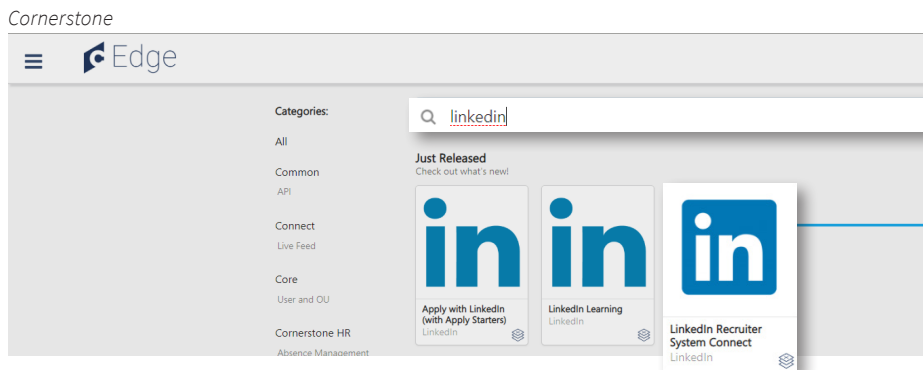 Cornerstone
Edge
Categories:
linkedin
All
Just Released
Check out what's new!
Common
API
Connect
Live Feed
Core
User and OU
Cornerstone HR
Absence Management
in
Apply with LinkedIn
(with Apply Starters)
LinkedIn
in
LinkedIn Learning
LinkedIn
in
LinkedIn Recruiter
System Connect
LinkedIn